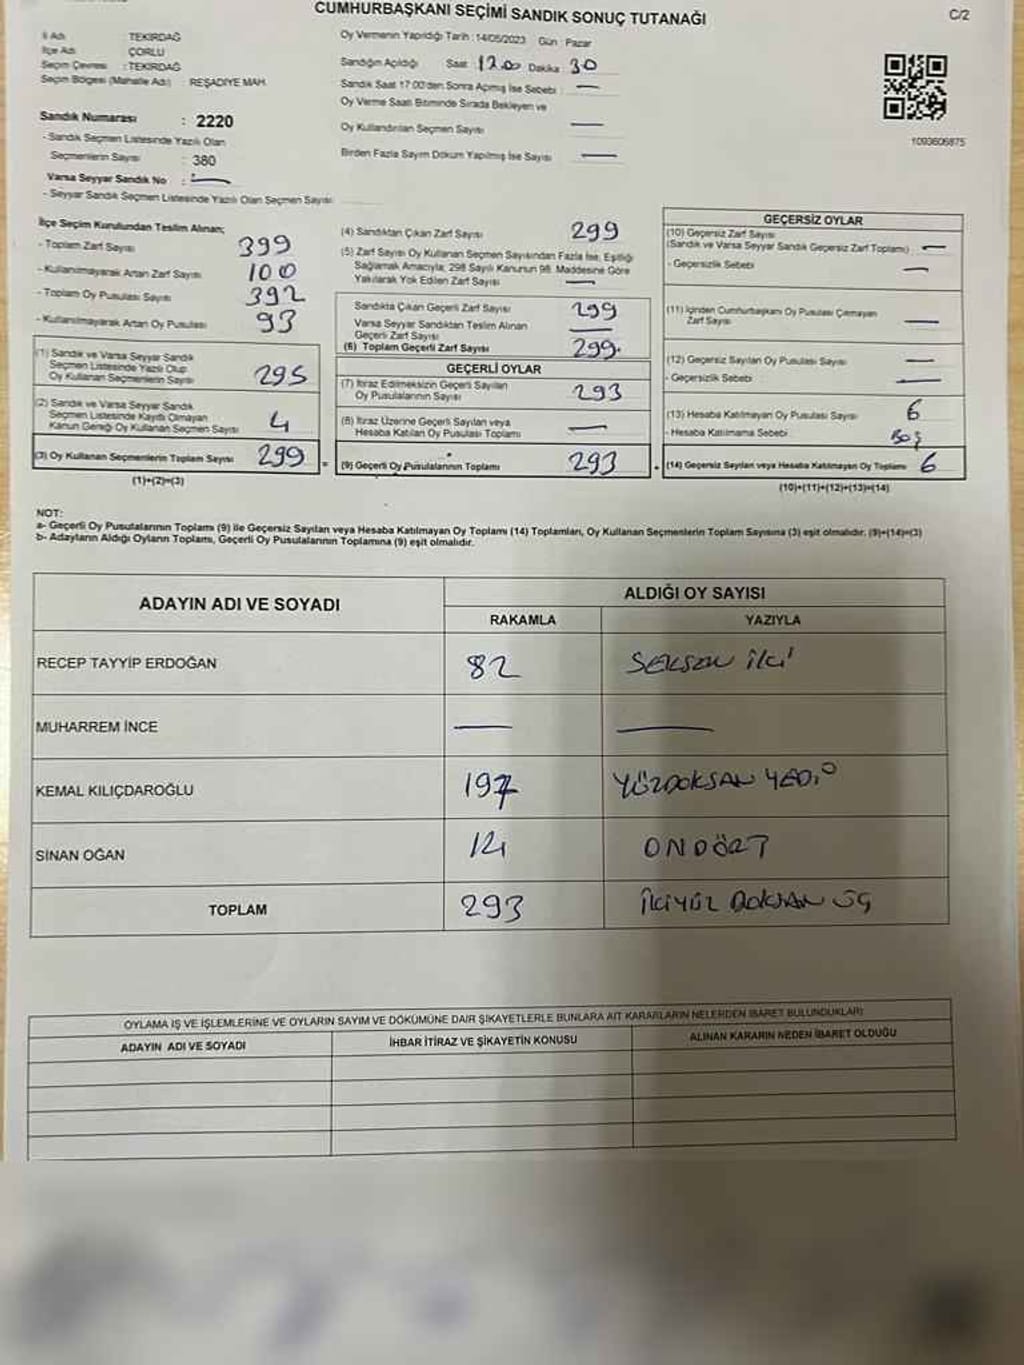 CUMHURBAŞKANI SEÇİMİ SANDIK SONUÇ TUTANAĞI
C/2
İl Adı : TEKİRDAĞ
İlçe Adı : ÇORLU
Seçim Çevresi : TEKİRDAĞ
Seçim Bölgesi (Mahalle Adı) : REŞADİYE MAH.
Sandık Numarası : 2220
- Sandık Seçmen Listesinde Yazılı Olan
Seçmenlerin Sayısı : 380
Varsa Seyyar Sandık No : —
- Seyyar Sandık Seçmen Listesinde Yazılı Olan Seçmen Sayısı:
Oy Vermenin Yapıldığı Tarih : 14/05/2023 Gün : Pazar
Sandığın Açıldığı Saat : Dakika 30
Sandık Saat 17:00'den Sonra Açmış İse Sebebi : —
Oy Verme Saati Bitiminde Sırada Bekleyen ve
Oy Kullandırılan Seçmen Sayısı —
Birden Fazla Sayım Döküm Yapılmış İse Sayısı —
1093606875
İlçe Seçim Kurulundan Teslim Alınan;
- Toplam Zarf Sayısı 399
- Kullanılmayarak Artan Zarf Sayısı 100
- Toplam Oy Pusulası Sayısı 392
- Kullanılmayarak Artan Oy Pusulası 93
(1) Sandık ve Varsa Seyyar Sandık
Seçmen Listesinde Yazılı Olup
Oy Kullanan Seçmenlerin Sayısı 295
(2) Sandık ve Varsa Seyyar Sandık
Seçmen Listesinde Kayıtlı Olmayan
Kanun Gereği Oy Kullanan Seçmen Sayısı 4
(3) Oy Kullanan Seçmenlerin Toplam Sayısı 299 =
(1)+(2)=(3)
(4) Sandıktan Çıkan Zarf Sayısı 299
(5) Zarf Sayısı Oy Kullanan Seçmen Sayısından Fazla İse, Eşitliği
Sağlamak Amacıyla; 298 Sayılı Kanunun 98. Maddesine Göre
Yakılarak Yok Edilen Zarf Sayısı —
Sandıkta Çıkan Geçerli Zarf Sayısı 299
Varsa Seyyar Sandıktan Teslim Alınan
Geçerli Zarf Sayısı —
(6) Toplam Geçerli Zarf Sayısı 299
GEÇERLİ OYLAR
(7) İtiraz Edilmeksizin Geçerli Sayılan
Oy Pusulalarının Sayısı 293
(8) İtiraz Üzerine Geçerli Sayılan veya
Hesaba Katılan Oy Pusulası Toplamı —
(9) Geçerli Oy Pusulalarının Toplamı 293 +
GEÇERSİZ OYLAR
(10) Geçersiz Zarf Sayısı
(Sandık ve Varsa Seyyar Sandık Geçersiz Zarf Toplamı) —
- Geçersizlik Sebebi —
(11) İçinden Cumhurbaşkanı Oy Pusulası Çıkmayan
Zarf Sayısı —
(12) Geçersiz Sayılan Oy Pusulası Sayısı —
- Geçersizlik Sebebi —
(13) Hesaba Katılmayan Oy Pusulası Sayısı 6
- Hesaba Katılmama Sebebi Boş
(14) Geçersiz Sayılan veya Hesaba Katılmayan Oy Toplamı 6
(10)+(11)+(12)+(13)=(14)
NOT:
a- Geçerli Oy Pusulalarının Toplamı (9) ile Geçersiz Sayılan veya Hesaba Katılmayan Oy Toplamı (14) Toplamları, Oy Kullanan Seçmenlerin Toplam Sayısına (3) eşit olmalıdır. (9)+(14)=(3)
b- Adayların Aldığı Oyların Toplamı, Geçerli Oy Pusulalarının Toplamına (9) eşit olmalıdır.
ADAYIN ADI VE SOYADI
ALDIĞI OY SAYISI
RAKAMLA YAZIYLA
RECEP TAYYİP ERDOĞAN 82 SEKSEN İKİ
MUHARREM İNCE — —
KEMAL KILIÇDAROĞLU 197 YÜZDOKSAN YEDİ
SİNAN OĞAN 14 ONDÖRT
TOPLAM 293 İKİYÜZ DOKSAN ÜÇ
OYLAMA İŞ VE İŞLEMLERİNE VE OYLARIN SAYIM VE DÖKÜMÜNE DAİR ŞİKAYETLERLE BUNLARA AİT KARARLARIN NELERDEN İBARET BULUNDUKLARI
ADAYIN ADI VE SOYADI İHBAR İTİRAZ VE ŞİKAYETİN KONUSU ALINAN KARARIN NEDEN İBARET OLDUĞU